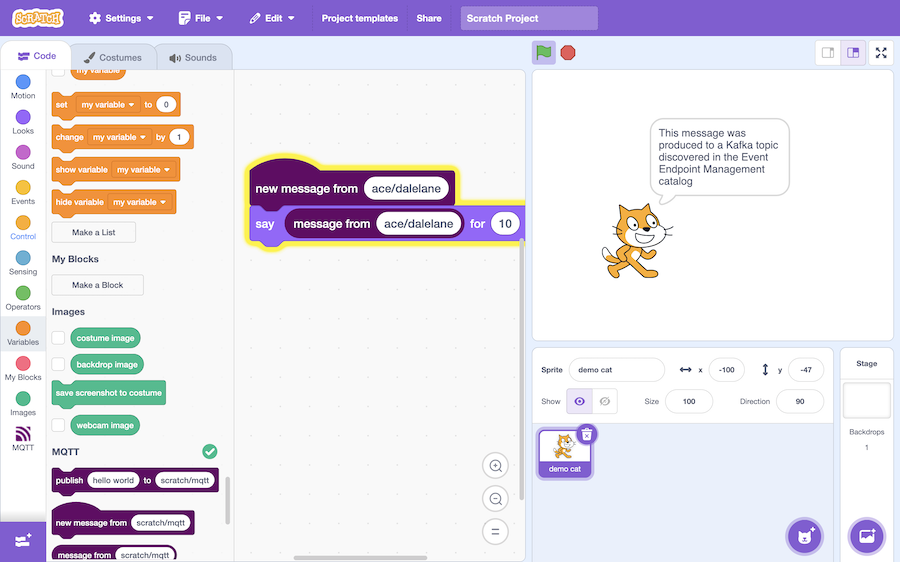 SCRATCH
Settings
File
Edit
Project templates
Share
Scratch Project
Code
Costumes
Sounds
Motion
Looks
Sound
Events
Control
Sensing
Operators
Variables
My Blocks
Images
MQTT
my variable
set my variable to 0
change my variable by 1
show variable my variable
hide variable my variable
Make a List
My Blocks
Make a Block
Images
costume image
backdrop image
save screenshot to costume
webcam image
MQTT
publish hello world to scratch/mqtt
new message from scratch/mqtt
message from scratch/mqtt
new message from ace/dalelane
say message from ace/dalelane for 10
This message was
produced to a Kafka topic
discovered in the Event
Endpoint Management
catalog
Sprite demo cat x -100 y -47
Show Size 100 Direction 90
demo cat
Stage
Backdrops
1